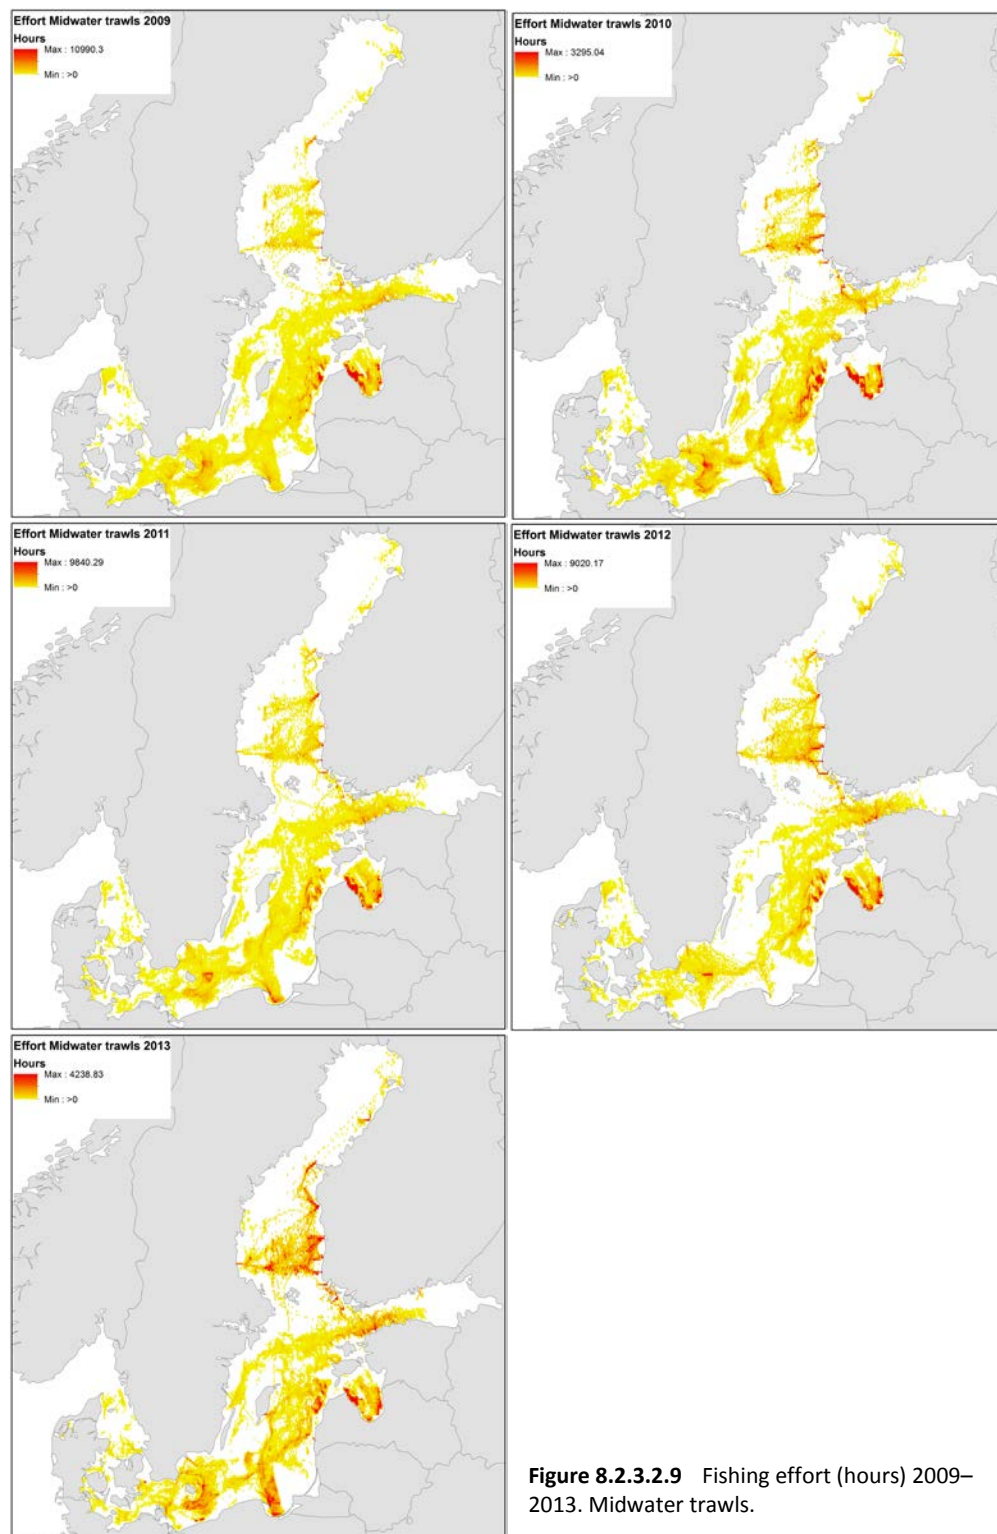 Effort Midwater trawls 2009
Hours
Max : 10990.3
Min : >0
Effort Midwater trawls 2010
Hours
Max : 3295.04
Min : >0
Effort Midwater trawls 2011
Hours
Max : 9840.29
Min : >0
Effort Midwater trawls 2012
Hours
Max : 9020.17
Min : >0
Effort Midwater trawls 2013
Hours
Max : 4238.83
Min : >0
Figure 8.2.3.2.9 Fishing effort (hours) 2009–
2013. Midwater trawls.